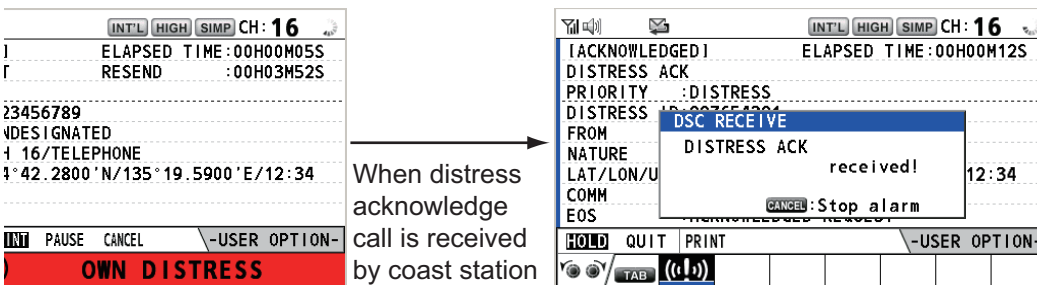 INT'L HIGH SIMP CH: 16
ELAPSED TIME:00H00M05S
RESEND :00H03M52S
23456789
NDESIGNATED
16/TELEPHONE
4°42.2800'N/135°19.5900'E/12:34
PAUSE CANCEL -USER OPTION-
OWN DISTRESS
When distress
acknowledge
call is received
by coast station
INT'L HIGH SIMP CH: 16
[ACKNOWLEDGED] ELAPSED TIME:00H00M12S
DISTRESS ACK
PRIORITY :DISTRESS
DISTRESS
DSC RECEIVE
FROM
DISTRESS ACK
NATURE
received!
LAT/LON/U 12:34
COMM
CANCEL :Stop alarm
EOS
HOLD QUIT PRINT -USER OPTION-
TAB